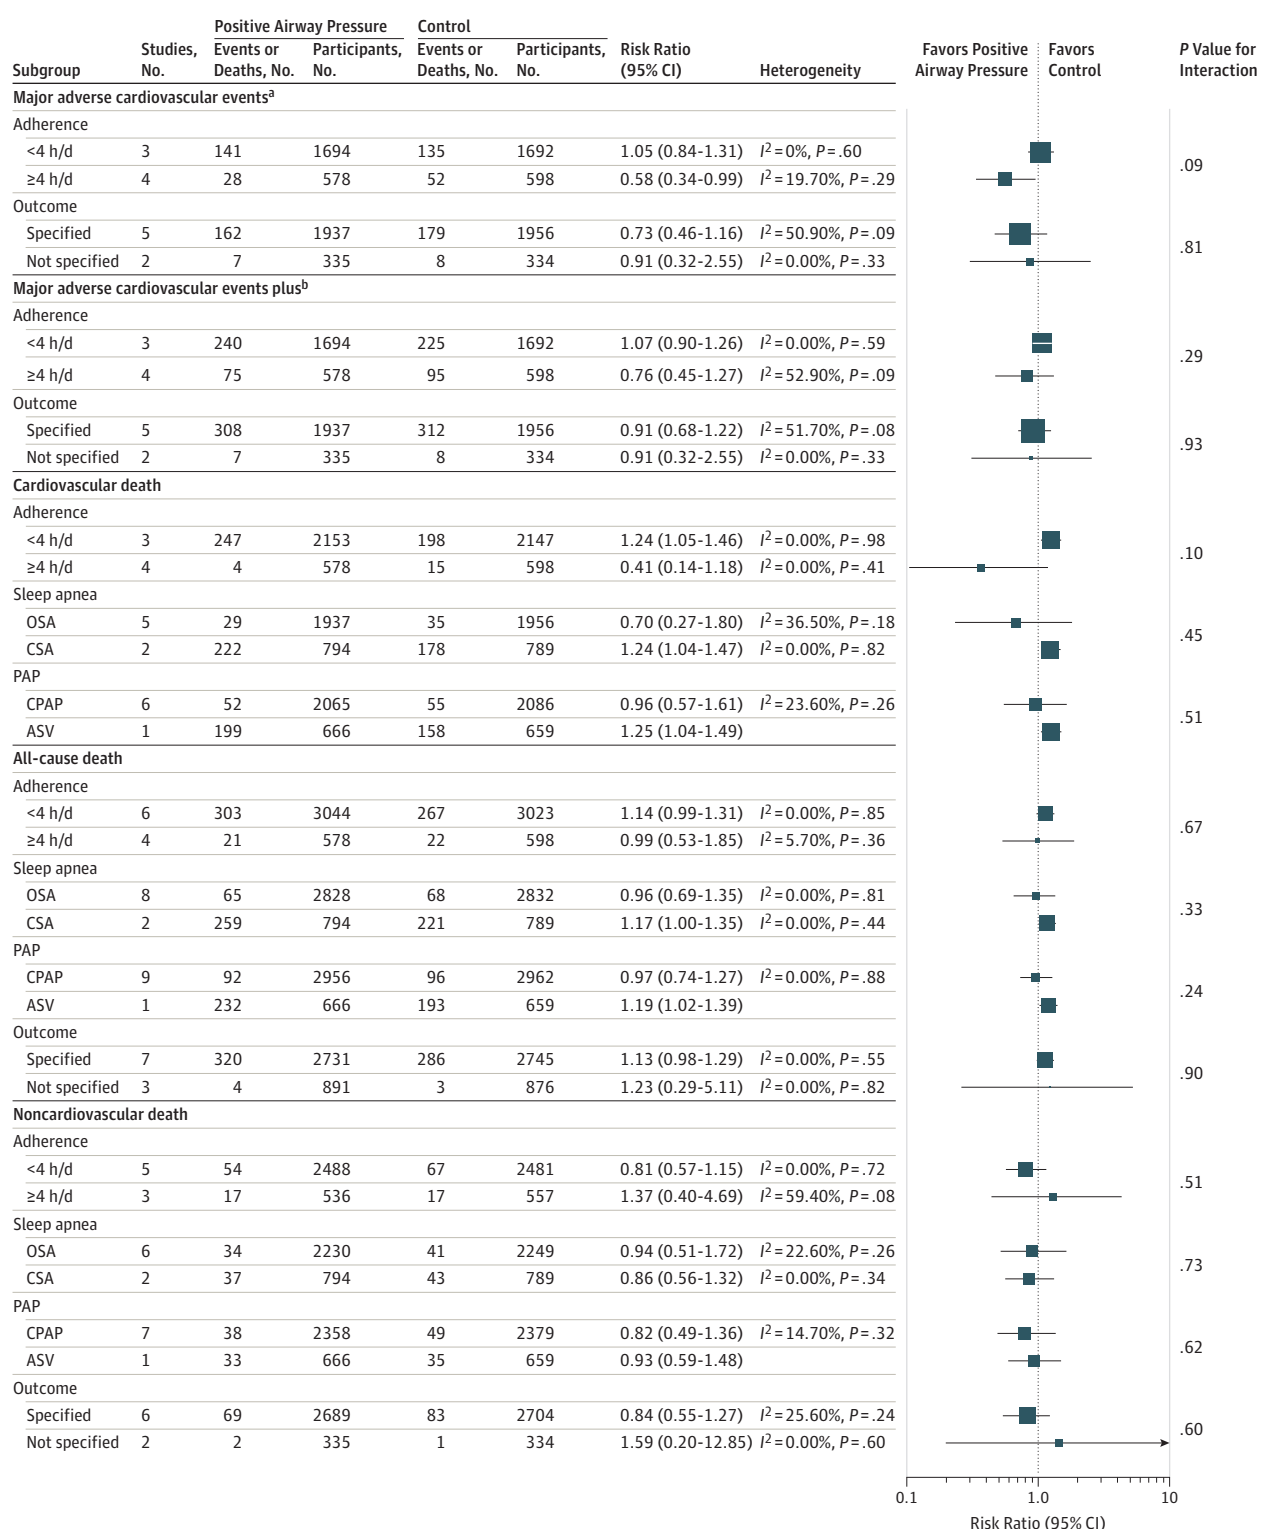 Positive Airway Pressure Control
Studies, Events or Participants, Events or Participants, Risk Ratio Favors Positive Favors P Value for
Subgroup No. Deaths, No. No. Deaths, No. No. (95% CI) Heterogeneity Airway Pressure Control Interaction
Major adverse cardiovascular eventsᵃ
Adherence
<4 h/d 3 141 1694 135 1692 1.05 (0.84-1.31) I²=0%, P=.60
.09
≥4 h/d 4 28 578 52 598 0.58 (0.34-0.99) I²=19.70%, P=.29
Outcome
Specified 5 162 1937 179 1956 0.73 (0.46-1.16) I²=50.90%, P=.09
.81
Not specified 2 7 335 8 334 0.91 (0.32-2.55) I²=0.00%, P=.33
Major adverse cardiovascular events plusᵇ
Adherence
<4 h/d 3 240 1694 225 1692 1.07 (0.90-1.26) I²=0.00%, P=.59
.29
≥4 h/d 4 75 578 95 598 0.76 (0.45-1.27) I²=52.90%, P=.09
Outcome
Specified 5 308 1937 312 1956 0.91 (0.68-1.22) I²=51.70%, P=.08
.93
Not specified 2 7 335 8 334 0.91 (0.32-2.55) I²=0.00%, P=.33
Cardiovascular death
Adherence
<4 h/d 3 247 2153 198 2147 1.24 (1.05-1.46) I²=0.00%, P=.98
.10
≥4 h/d 4 4 578 15 598 0.41 (0.14-1.18) I²=0.00%, P=.41
Sleep apnea
OSA 5 29 1937 35 1956 0.70 (0.27-1.80) I²=36.50%, P=.18
.45
CSA 2 222 794 178 789 1.24 (1.04-1.47) I²=0.00%, P=.82
PAP
CPAP 6 52 2065 55 2086 0.96 (0.57-1.61) I²=23.60%, P=.26
.51
ASV 1 199 666 158 659 1.25 (1.04-1.49)
All-cause death
Adherence
<4 h/d 6 303 3044 267 3023 1.14 (0.99-1.31) I²=0.00%, P=.85
.67
≥4 h/d 4 21 578 22 598 0.99 (0.53-1.85) I²=5.70%, P=.36
Sleep apnea
OSA 8 65 2828 68 2832 0.96 (0.69-1.35) I²=0.00%, P=.81
.33
CSA 2 259 794 221 789 1.17 (1.00-1.35) I²=0.00%, P=.44
PAP
CPAP 9 92 2956 96 2962 0.97 (0.74-1.27) I²=0.00%, P=.88
.24
ASV 1 232 666 193 659 1.19 (1.02-1.39)
Outcome
Specified 7 320 2731 286 2745 1.13 (0.98-1.29) I²=0.00%, P=.55
.90
Not specified 3 4 891 3 876 1.23 (0.29-5.11) I²=0.00%, P=.82
Noncardiovascular death
Adherence
<4 h/d 5 54 2488 67 2481 0.81 (0.57-1.15) I²=0.00%, P=.72
.51
≥4 h/d 3 17 536 17 557 1.37 (0.40-4.69) I²=59.40%, P=.08
Sleep apnea
OSA 6 34 2230 41 2249 0.94 (0.51-1.72) I²=22.60%, P=.26
.73
CSA 2 37 794 43 789 0.86 (0.56-1.32) I²=0.00%, P=.34
PAP
CPAP 7 38 2358 49 2379 0.82 (0.49-1.36) I²=14.70%, P=.32
.62
ASV 1 33 666 35 659 0.93 (0.59-1.48)
Outcome
Specified 6 69 2689 83 2704 0.84 (0.55-1.27) I²=25.60%, P=.24
.60
Not specified 2 2 335 1 334 1.59 (0.20-12.85) I²=0.00%, P=.60
0.1 1.0 10
Risk Ratio (95% CI)